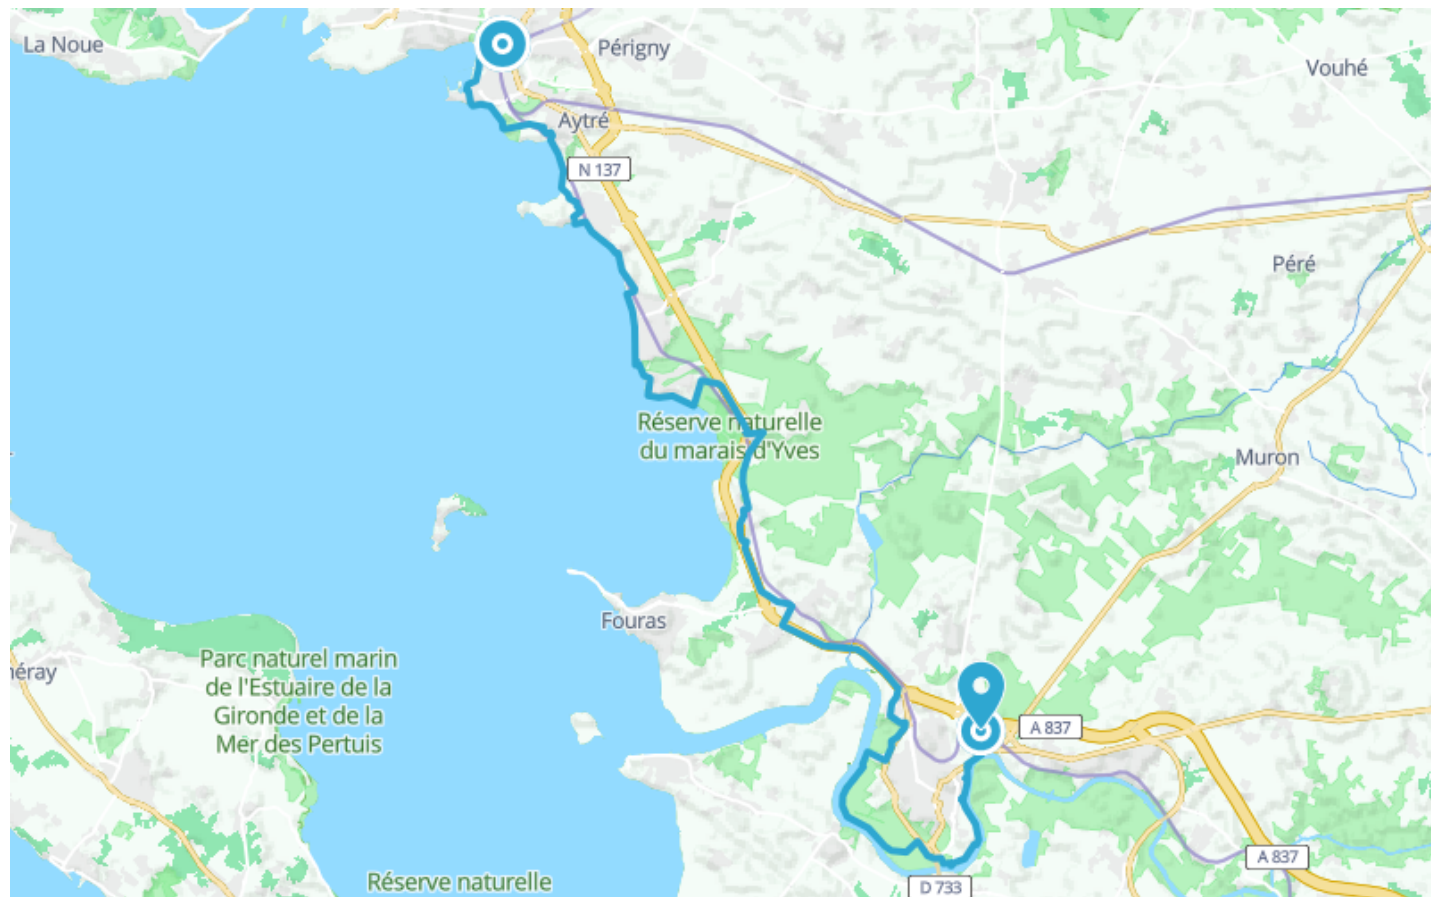 La Noue
Périgny
Vouhé
Aytré
N 137
Péré
Réserve naturelle
du marais d'Yves
Muron
Fouras
Parc naturel marin
de l'Estuaire de la
Gironde et de la
Mer des Pertuis
éray
A 837
A 837
D 733
Réserve naturelle